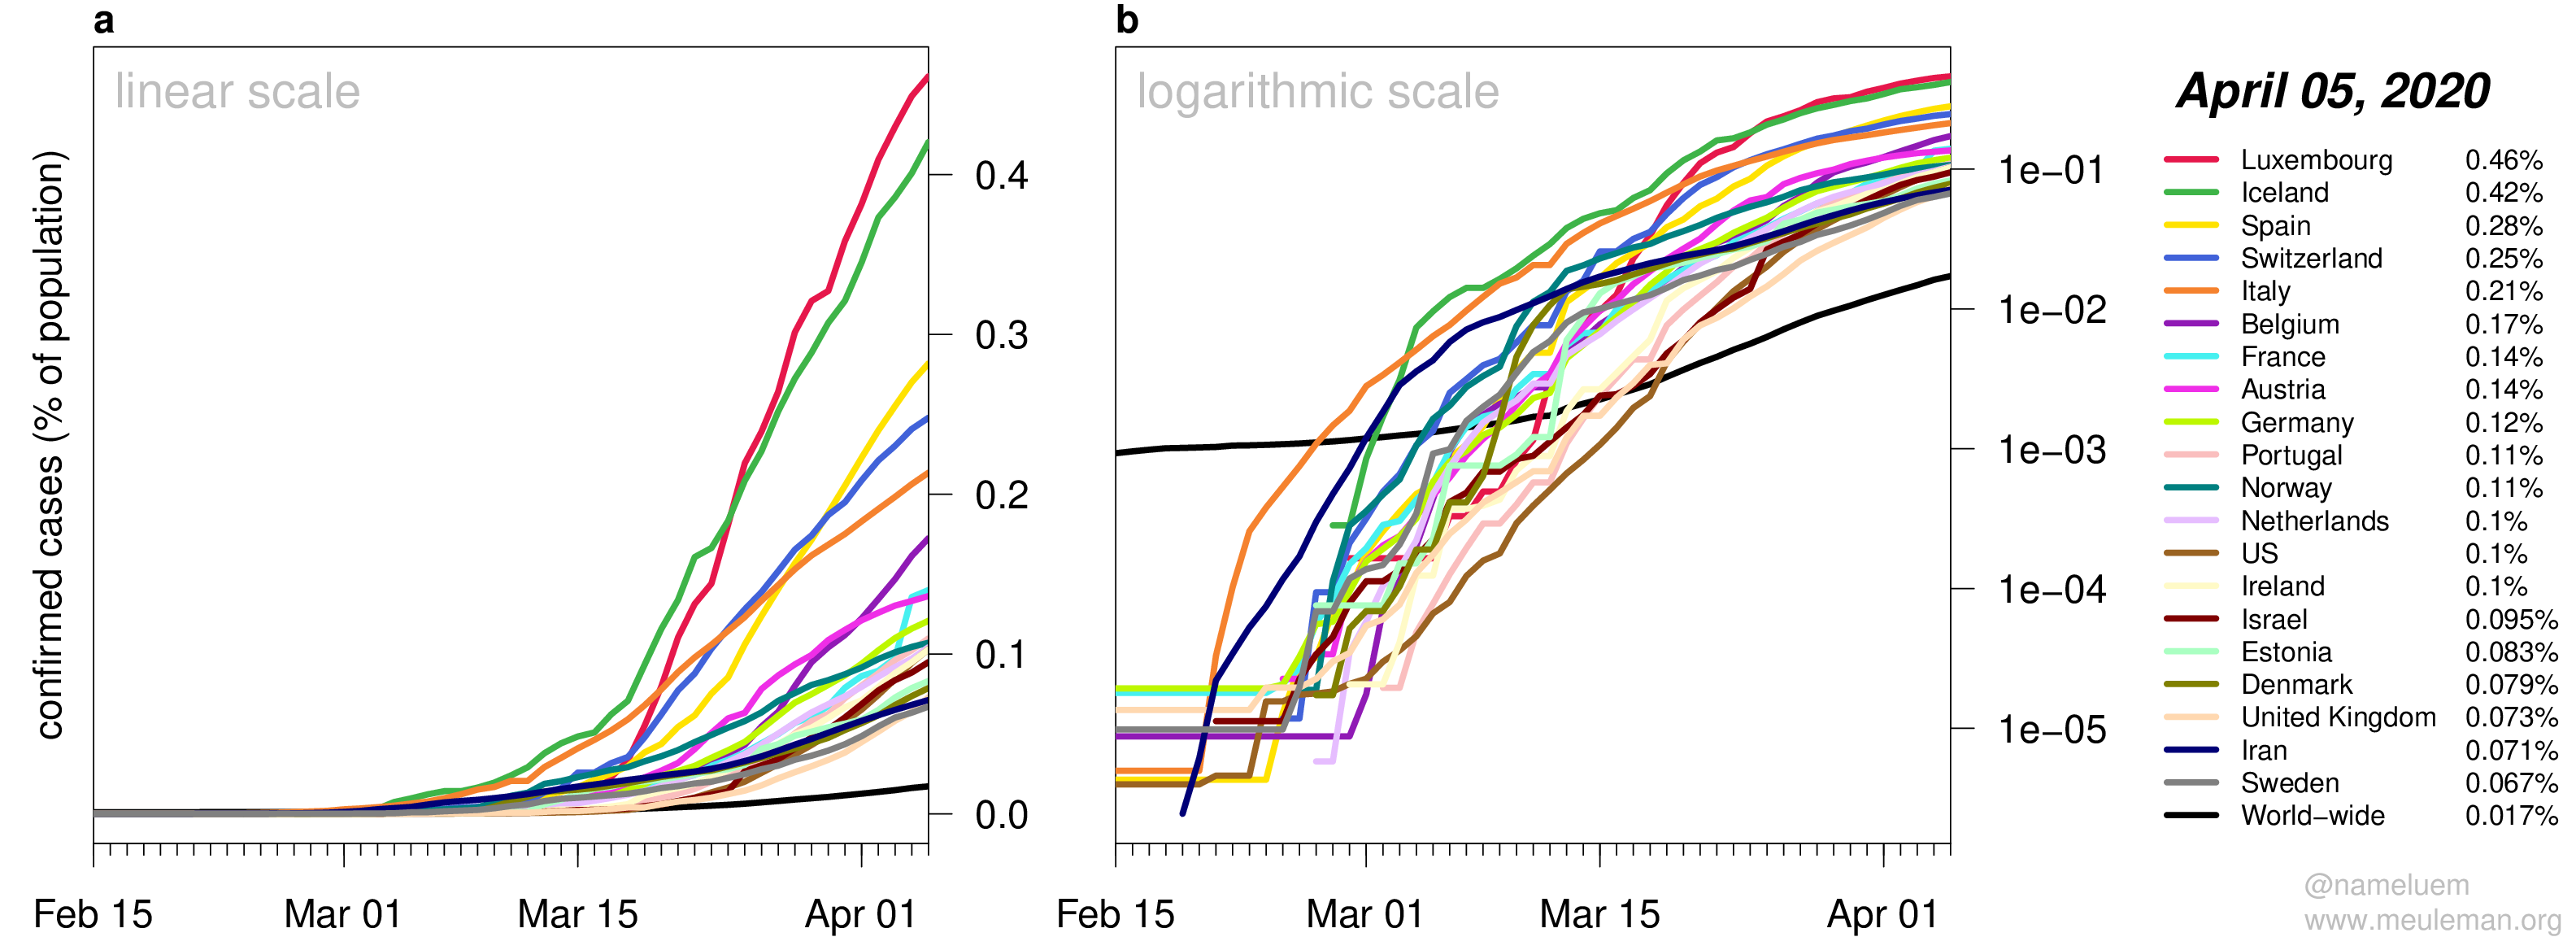 a
linear scale
confirmed cases (% of population)
0.4
0.3
0.2
0.1
0.0
Feb 15
Mar 01
Mar 15
Apr 01
b
logarithmic scale
1e−01
1e−02
1e−03
1e−04
1e−05
Feb 15
Mar 01
Mar 15
Apr 01
April 05, 2020
Luxembourg 0.46%
Iceland 0.42%
Spain 0.28%
Switzerland 0.25%
Italy 0.21%
Belgium 0.17%
France 0.14%
Austria 0.14%
Germany 0.12%
Portugal 0.11%
Norway 0.11%
Netherlands 0.1%
US 0.1%
Ireland 0.1%
Israel 0.095%
Estonia 0.083%
Denmark 0.079%
United Kingdom 0.073%
Iran 0.071%
Sweden 0.067%
World−wide 0.017%
@nameluem
www.meuleman.org